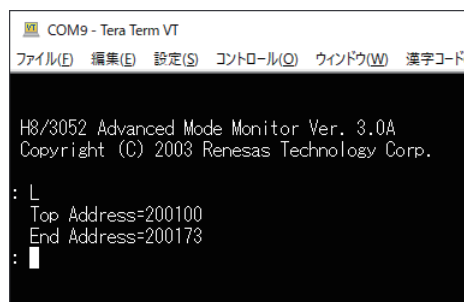 COM9 - Tera Term VT
ファイル(F) 編集(E) 設定(S) コントロール(O) ウィンドウ(W) 漢字コード
H8/3052 Advanced Mode Monitor Ver. 3.0A
Copyright (C) 2003 Renesas Technology Corp.
: L
Top Address=200100
End Address=200173
: